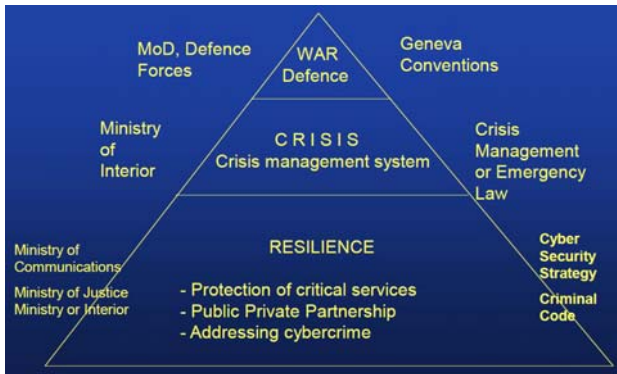 MoD, Defence
Forces
WAR
Defence
Geneva
Conventions
Ministry
of
Interior
C R I S I S
Crisis management system
Crisis
Management
or Emergency
Law
Ministry of
Communications
Ministry of Justice
Ministry or Interior
RESILIENCE
- Protection of critical services
- Public Private Partnership
- Addressing cybercrime
Cyber
Security
Strategy
Criminal
Code